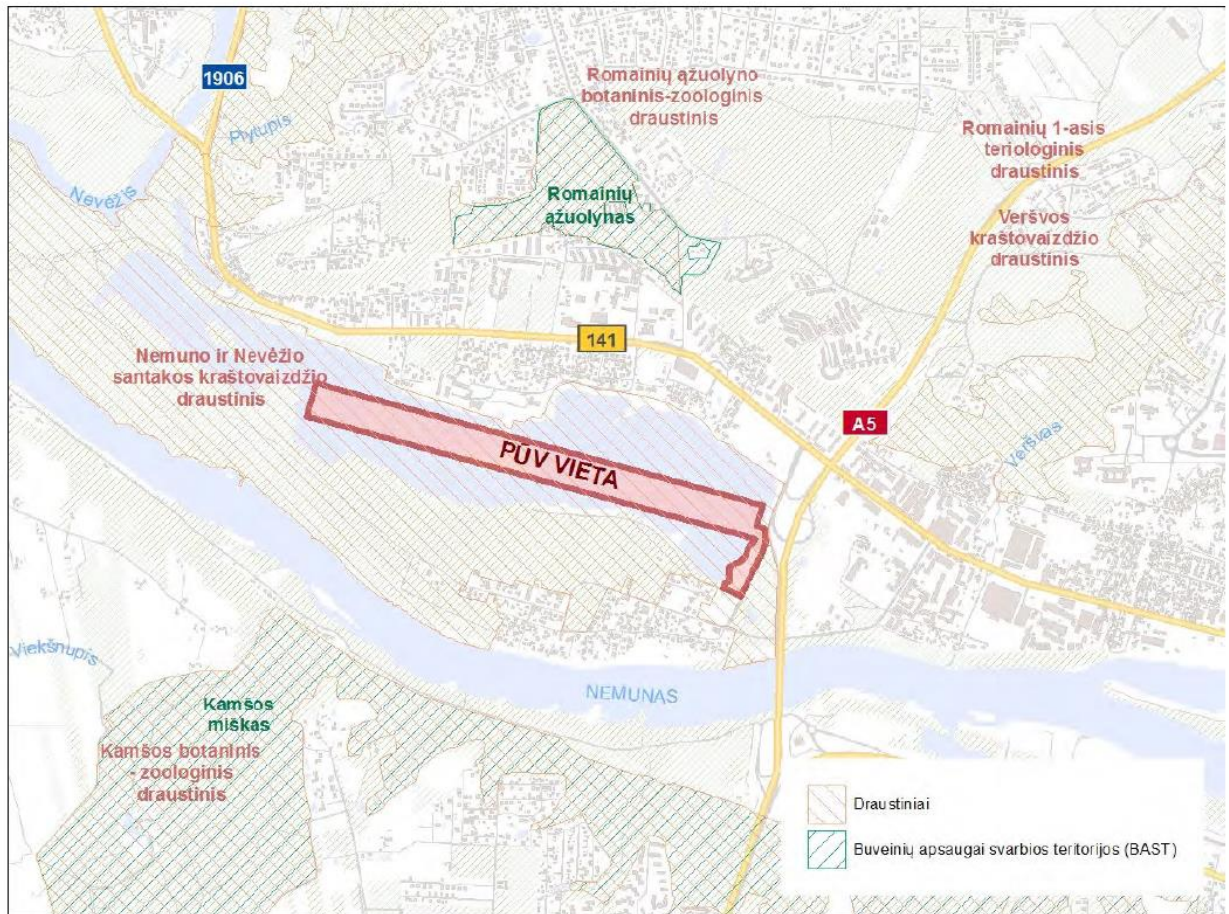 1906
Romainių ąžuolyno
botaninis-zoologinis
draustinis
Plytupis
Romainių 1-asis
teriologinis
draustinis
Nevėžis
Romainių
ąžuolynas
Veršvos
kraštovaizdžio
draustinis
141
Nemuno ir Nevėžio
santakos kraštovaizdžio
draustinis
A5
Veršvas
PŪV VIETA
Viekšnupis
NEMUNAS
Kamšos
miškas
Kamšos botaninis
- zoologinis
draustinis
Draustiniai
Buveinių apsaugai svarbios teritorijos (BAST)